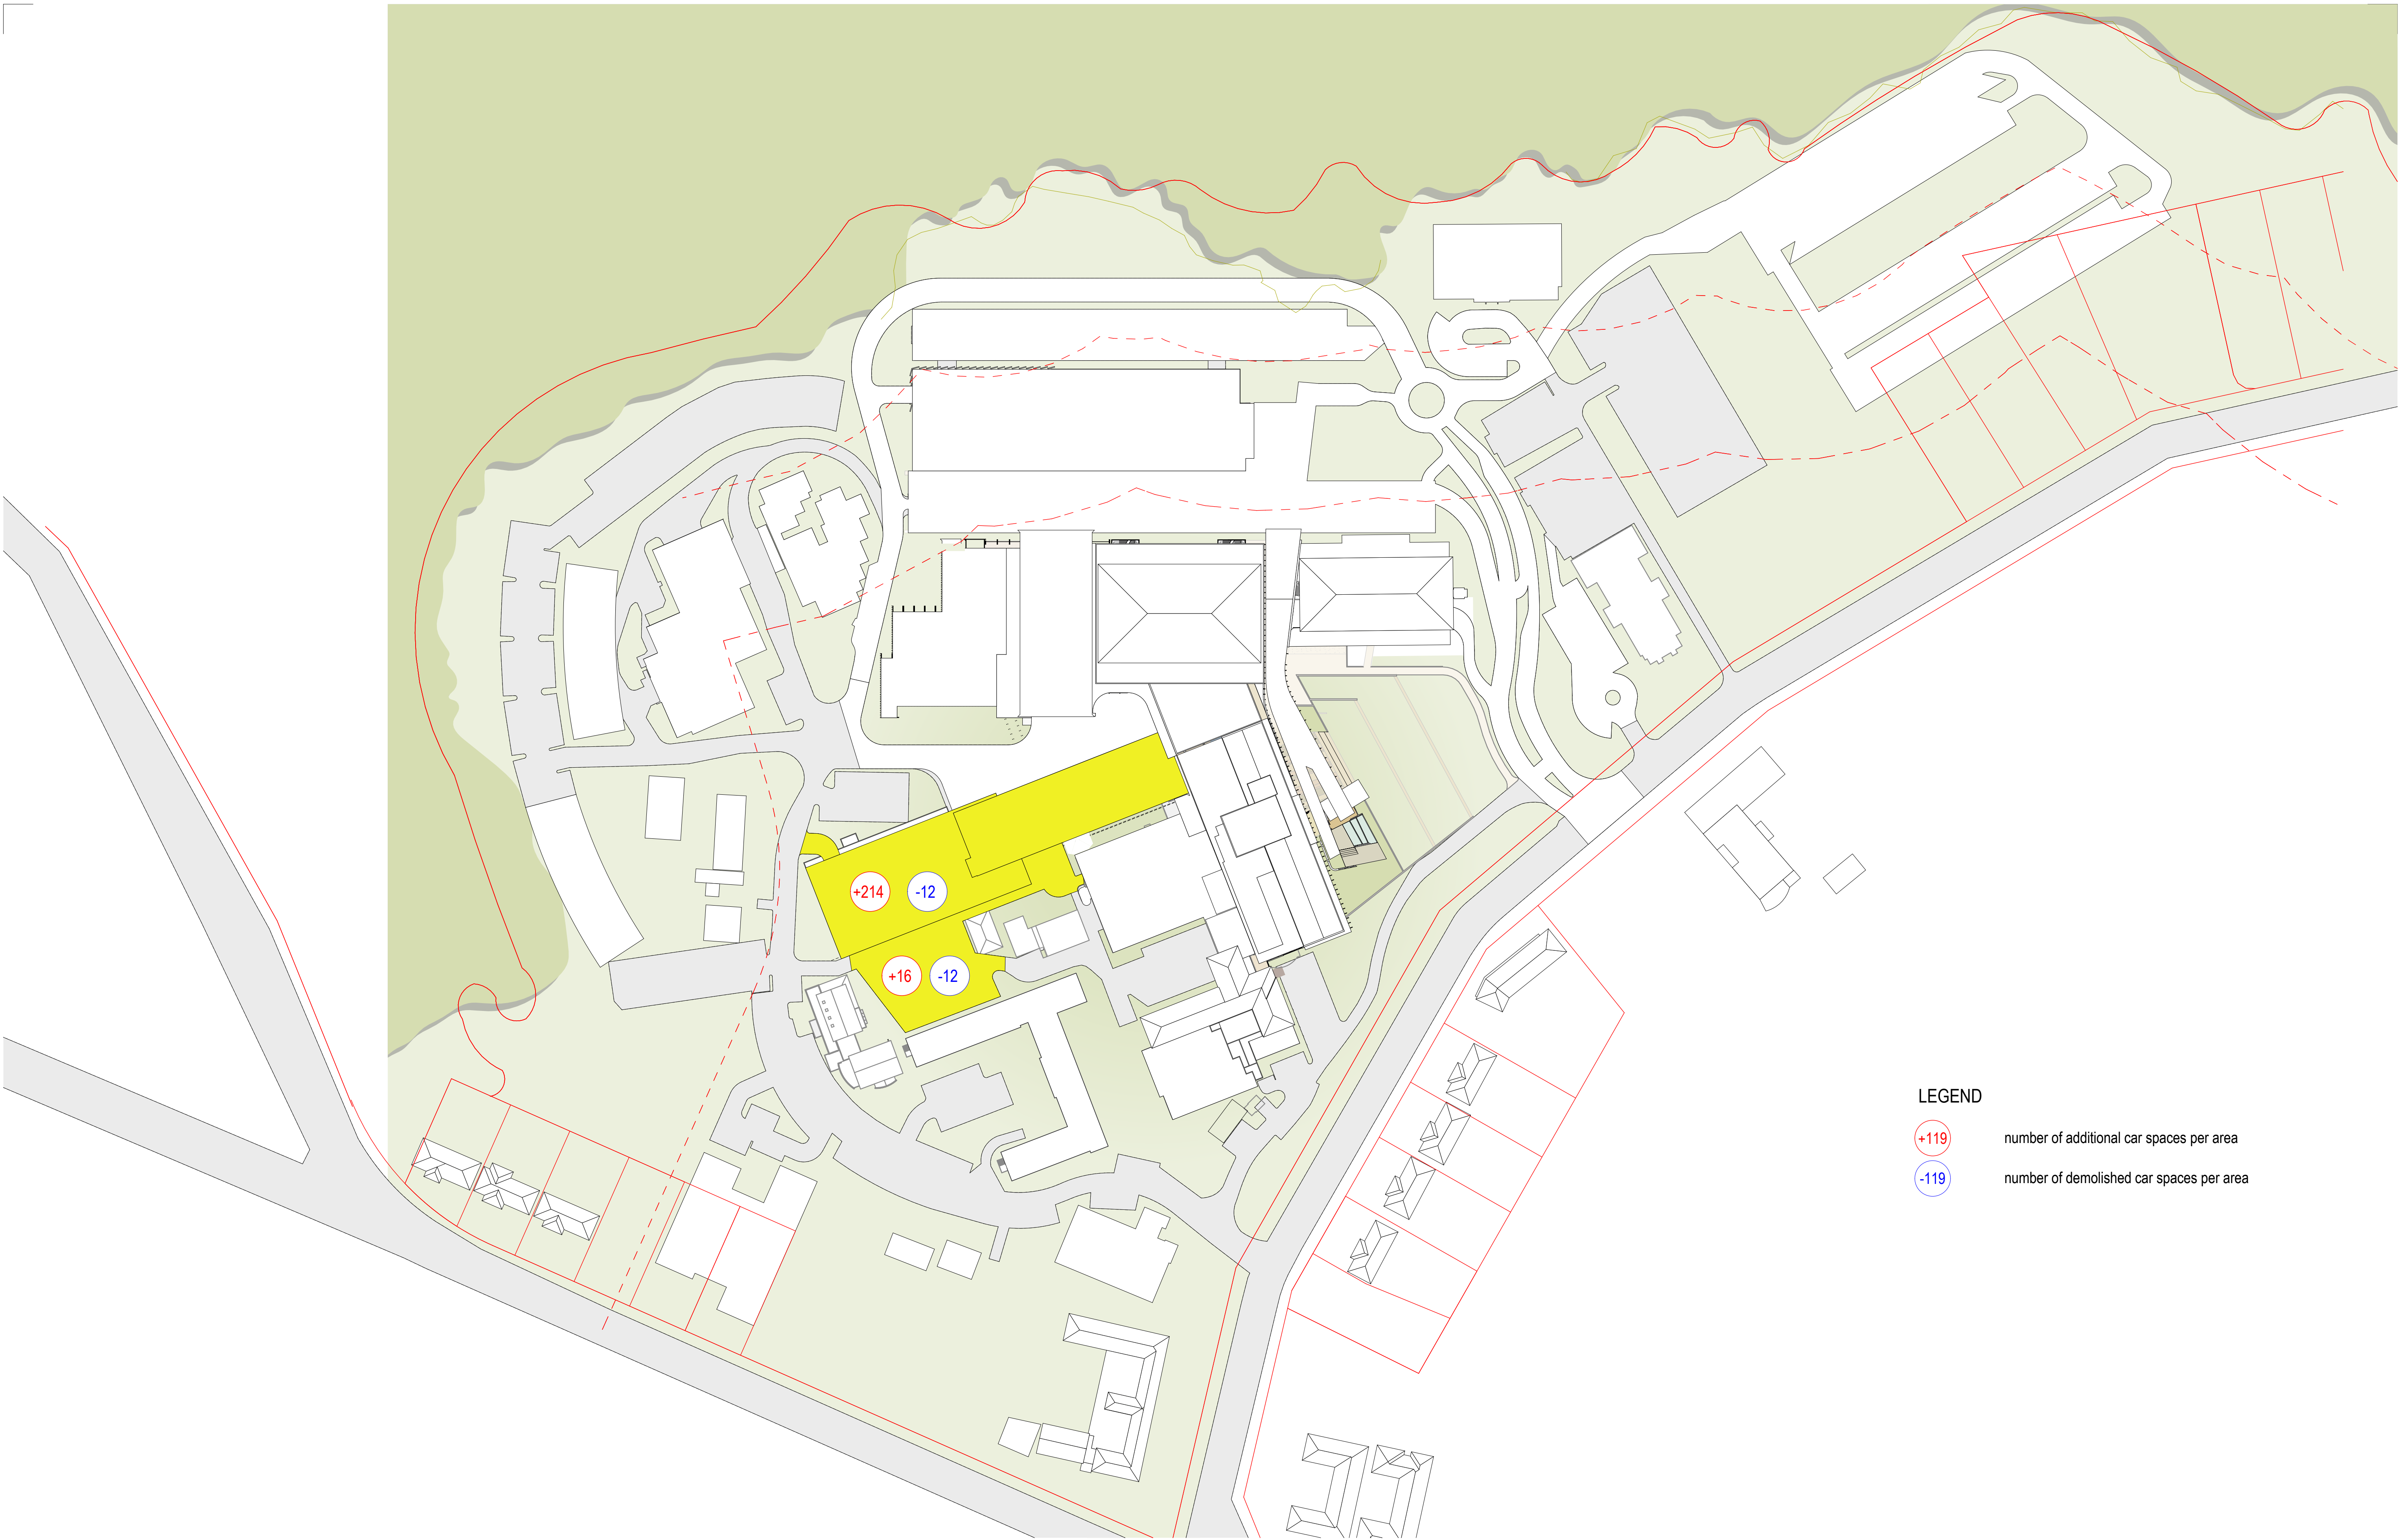 +214 -12
+16 -12
LEGEND
+119 number of additional car spaces per area
-119 number of demolished car spaces per area